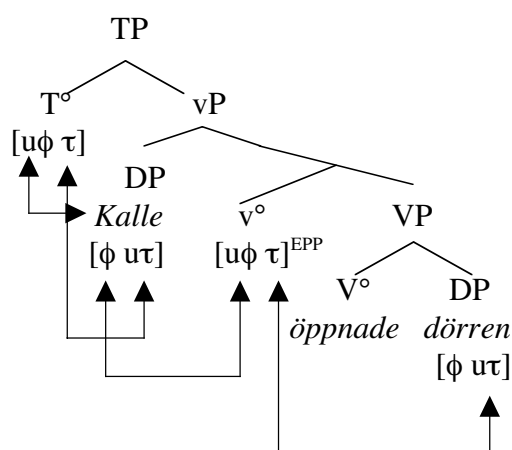 TP
T° vP
[uφ τ]
DP
Kalle v° VP
[φ uτ] [uφ τ]EPP
V° DP
öppnade dörren
[φ uτ]